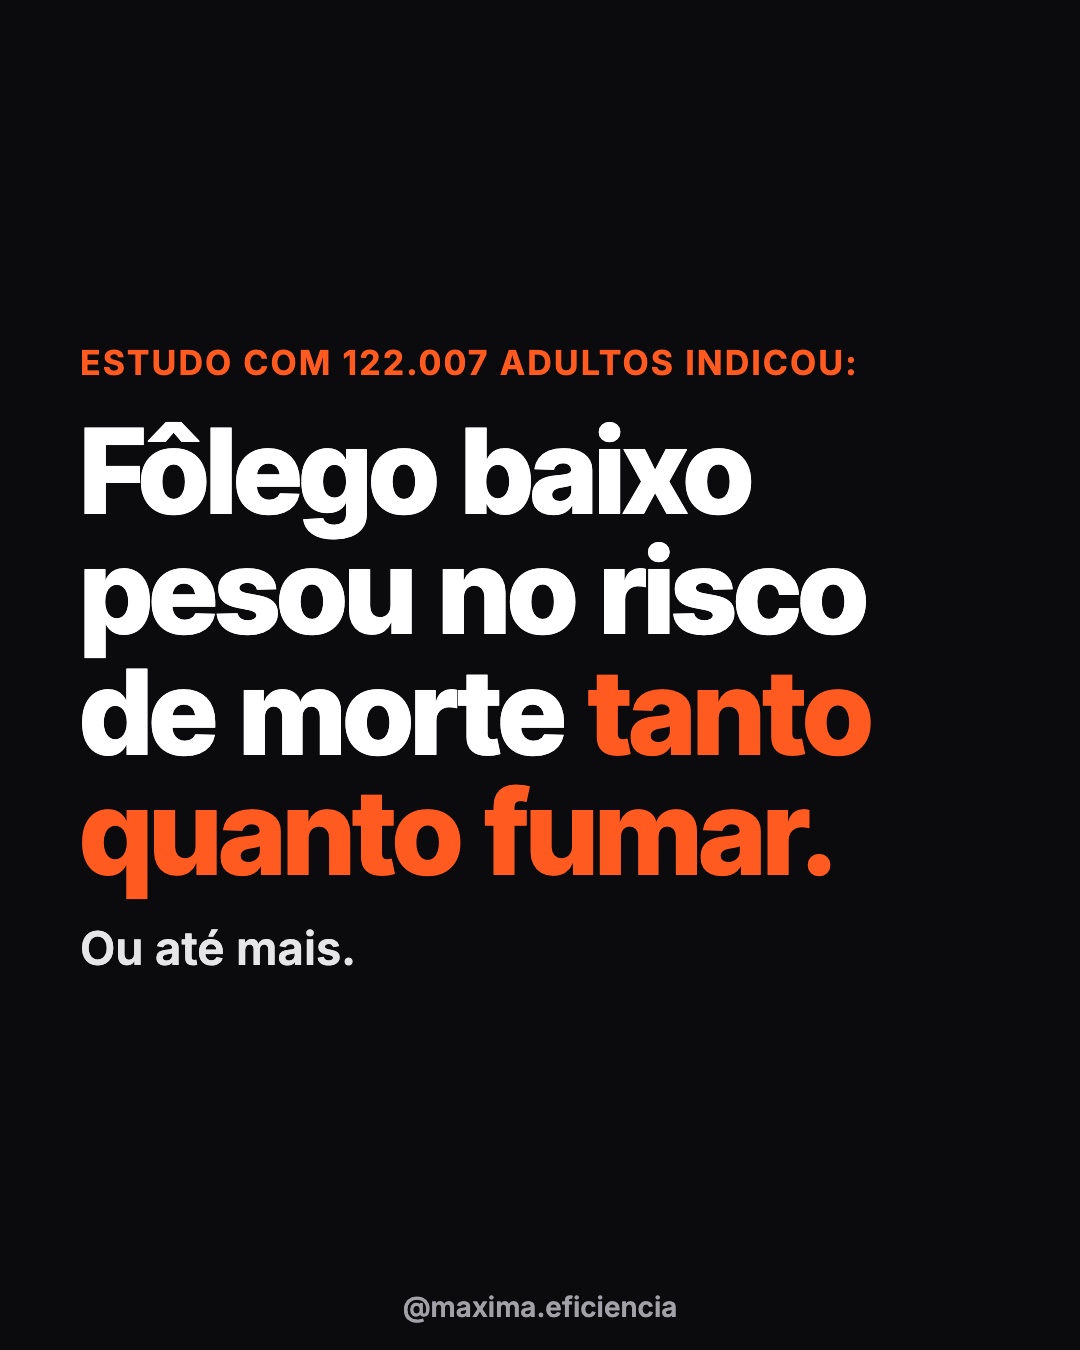 ESTUDO COM 122.007 ADULTOS INDICOU:
Fôlego baixo
pesou no risco
de morte tanto
quanto fumar.
Ou até mais.
@maxima.eficiencia